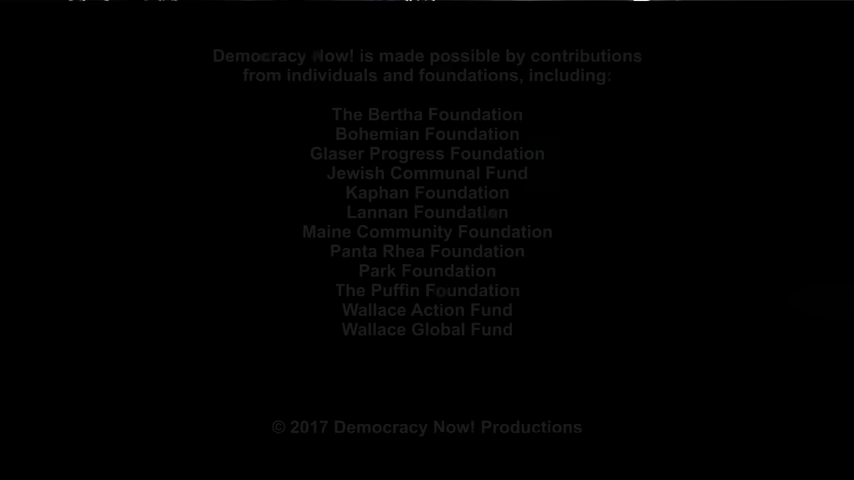 Democracy Now! is made possible by contributions
from individuals and foundations, including:
The Bertha Foundation
Bohemian Foundation
Glaser Progress Foundation
Jewish Communal Fund
Kaphan Foundation
Lannan Foundation
Maine Community Foundation
Panta Rhea Foundation
Park Foundation
The Puffin Foundation
Wallace Action Fund
Wallace Global Fund
© 2017 Democracy Now! Productions